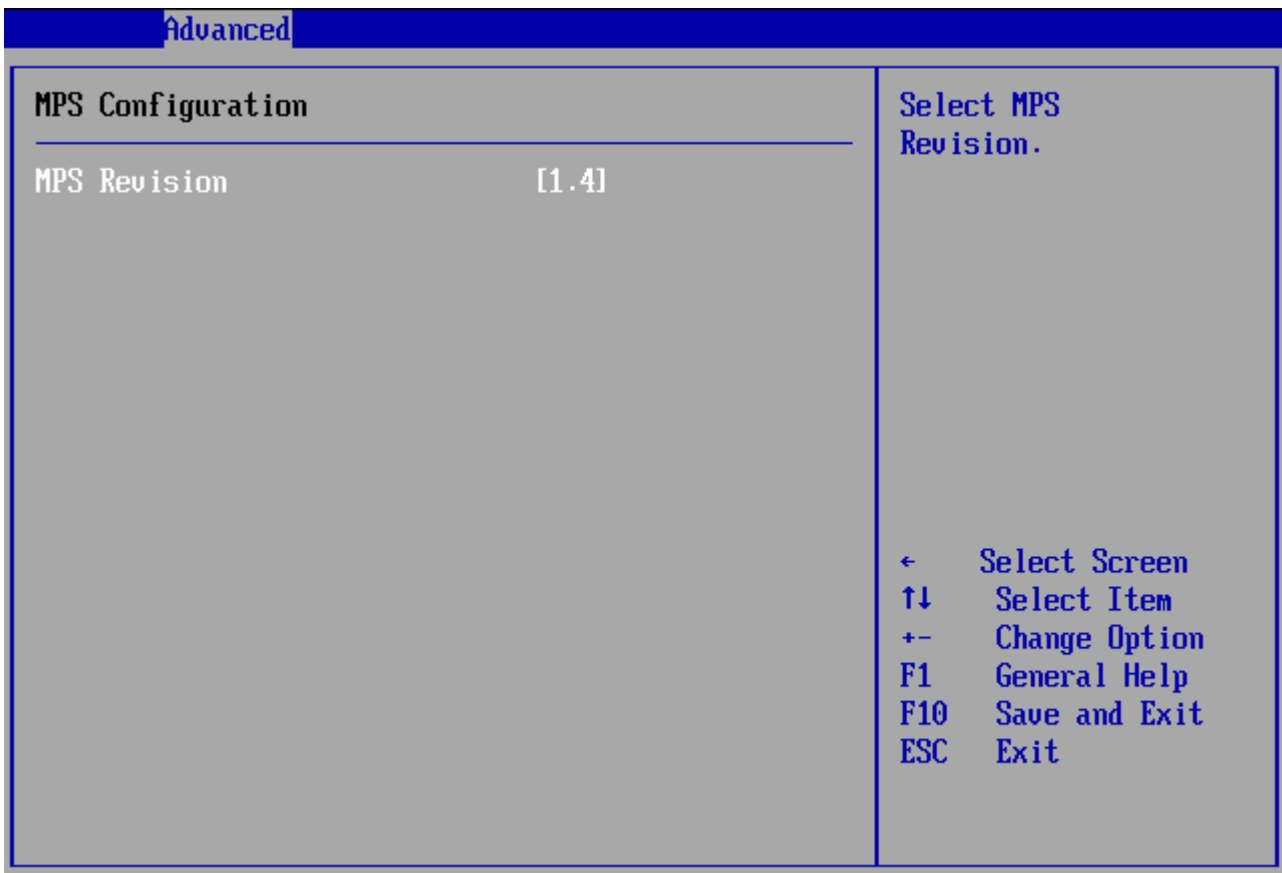 Advanced
MPS Configuration
MPS Revision [1.4]
Select MPS
Revision.
← Select Screen
↑↓ Select Item
+- Change Option
F1 General Help
F10 Save and Exit
ESC Exit